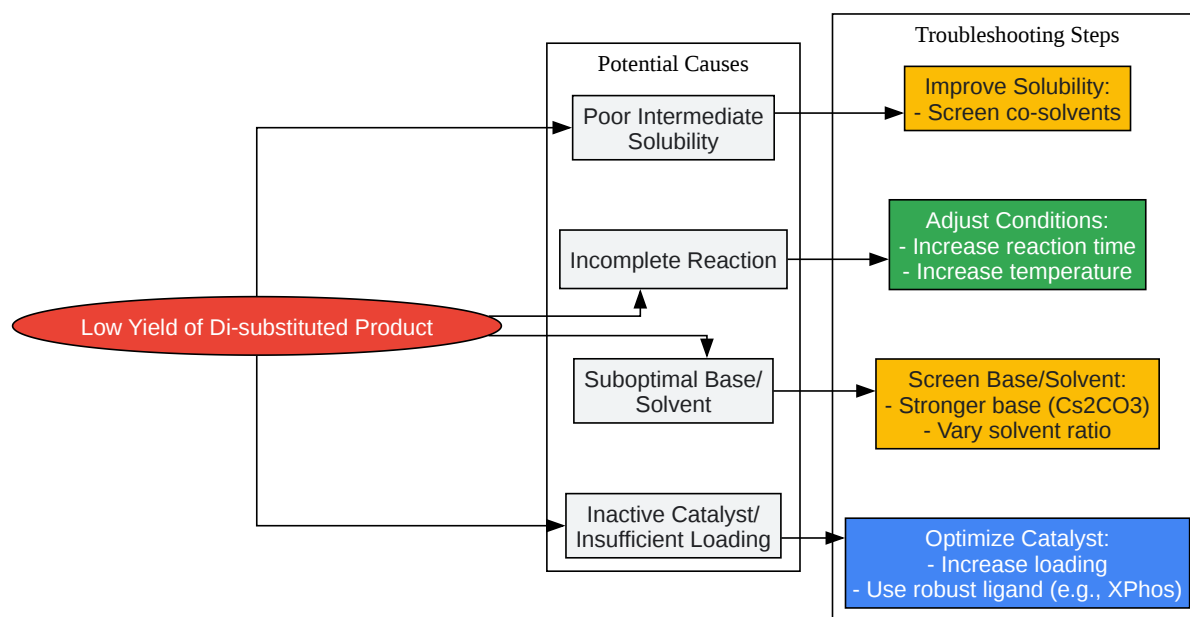 Troubleshooting Steps
Potential Causes
Improve Solubility:
- Screen co-solvents
Poor Intermediate
Solubility
Adjust Conditions:
- Increase reaction time
- Increase temperature
Incomplete Reaction
Low Yield of Di-substituted Product
Suboptimal Base/
Solvent
Screen Base/Solvent:
- Stronger base (Cs2CO3)
- Vary solvent ratio
Inactive Catalyst/
Insufficient Loading
Optimize Catalyst:
- Increase loading
- Use robust ligand (e.g., XPhos)